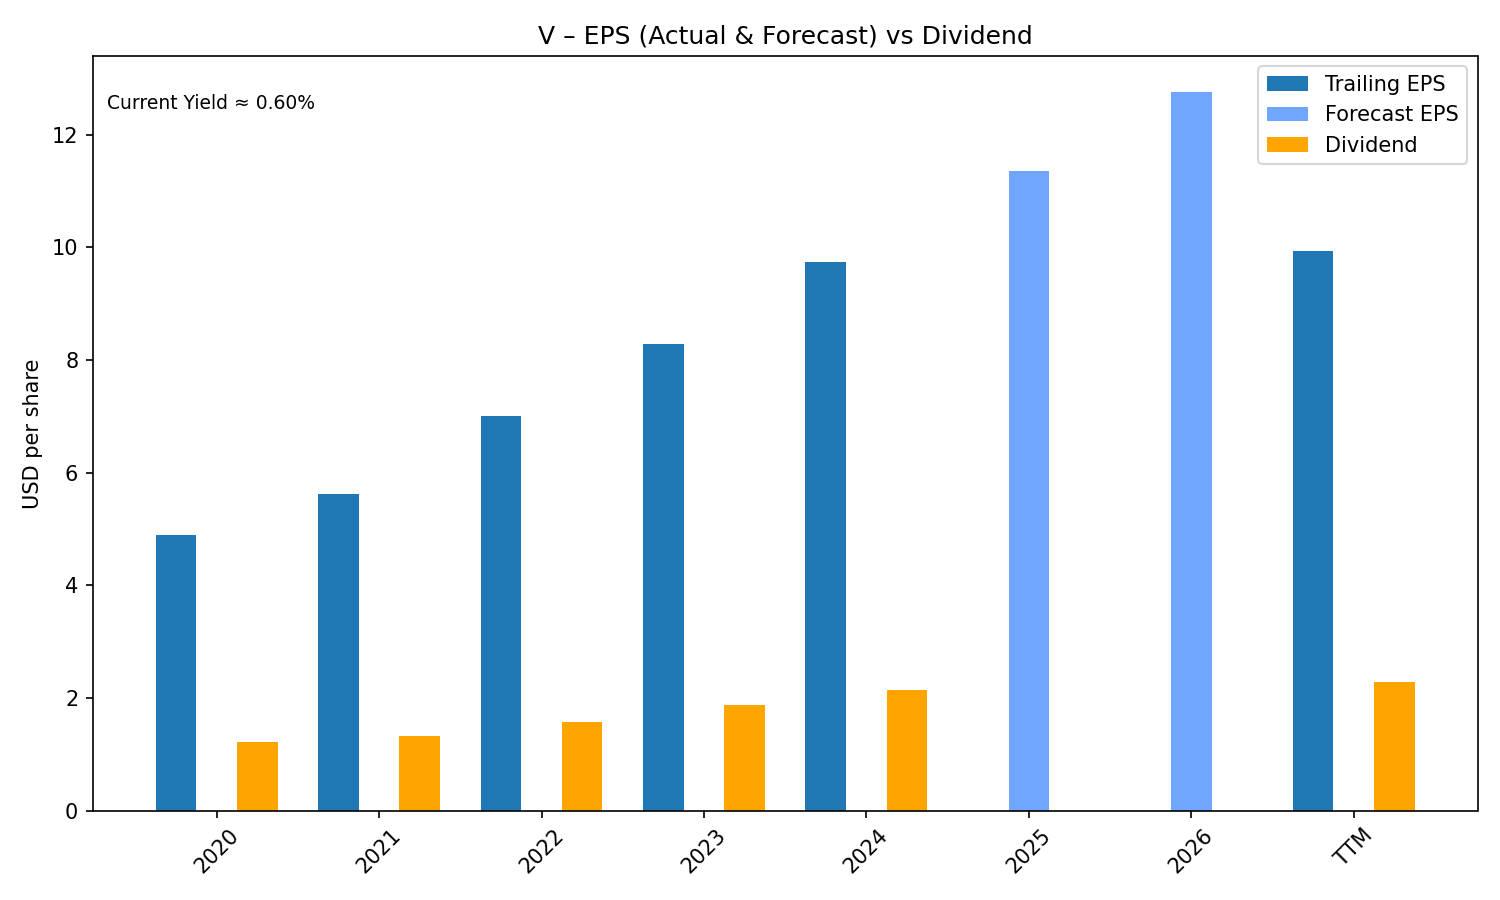 V – EPS (Actual & Forecast) vs Dividend
Current Yield ≈ 0.60%
Trailing EPS
Forecast EPS
Dividend
USD per share
12
10
8
6
4
2
0
2020
2021
2022
2023
2024
2025
2026
TTM